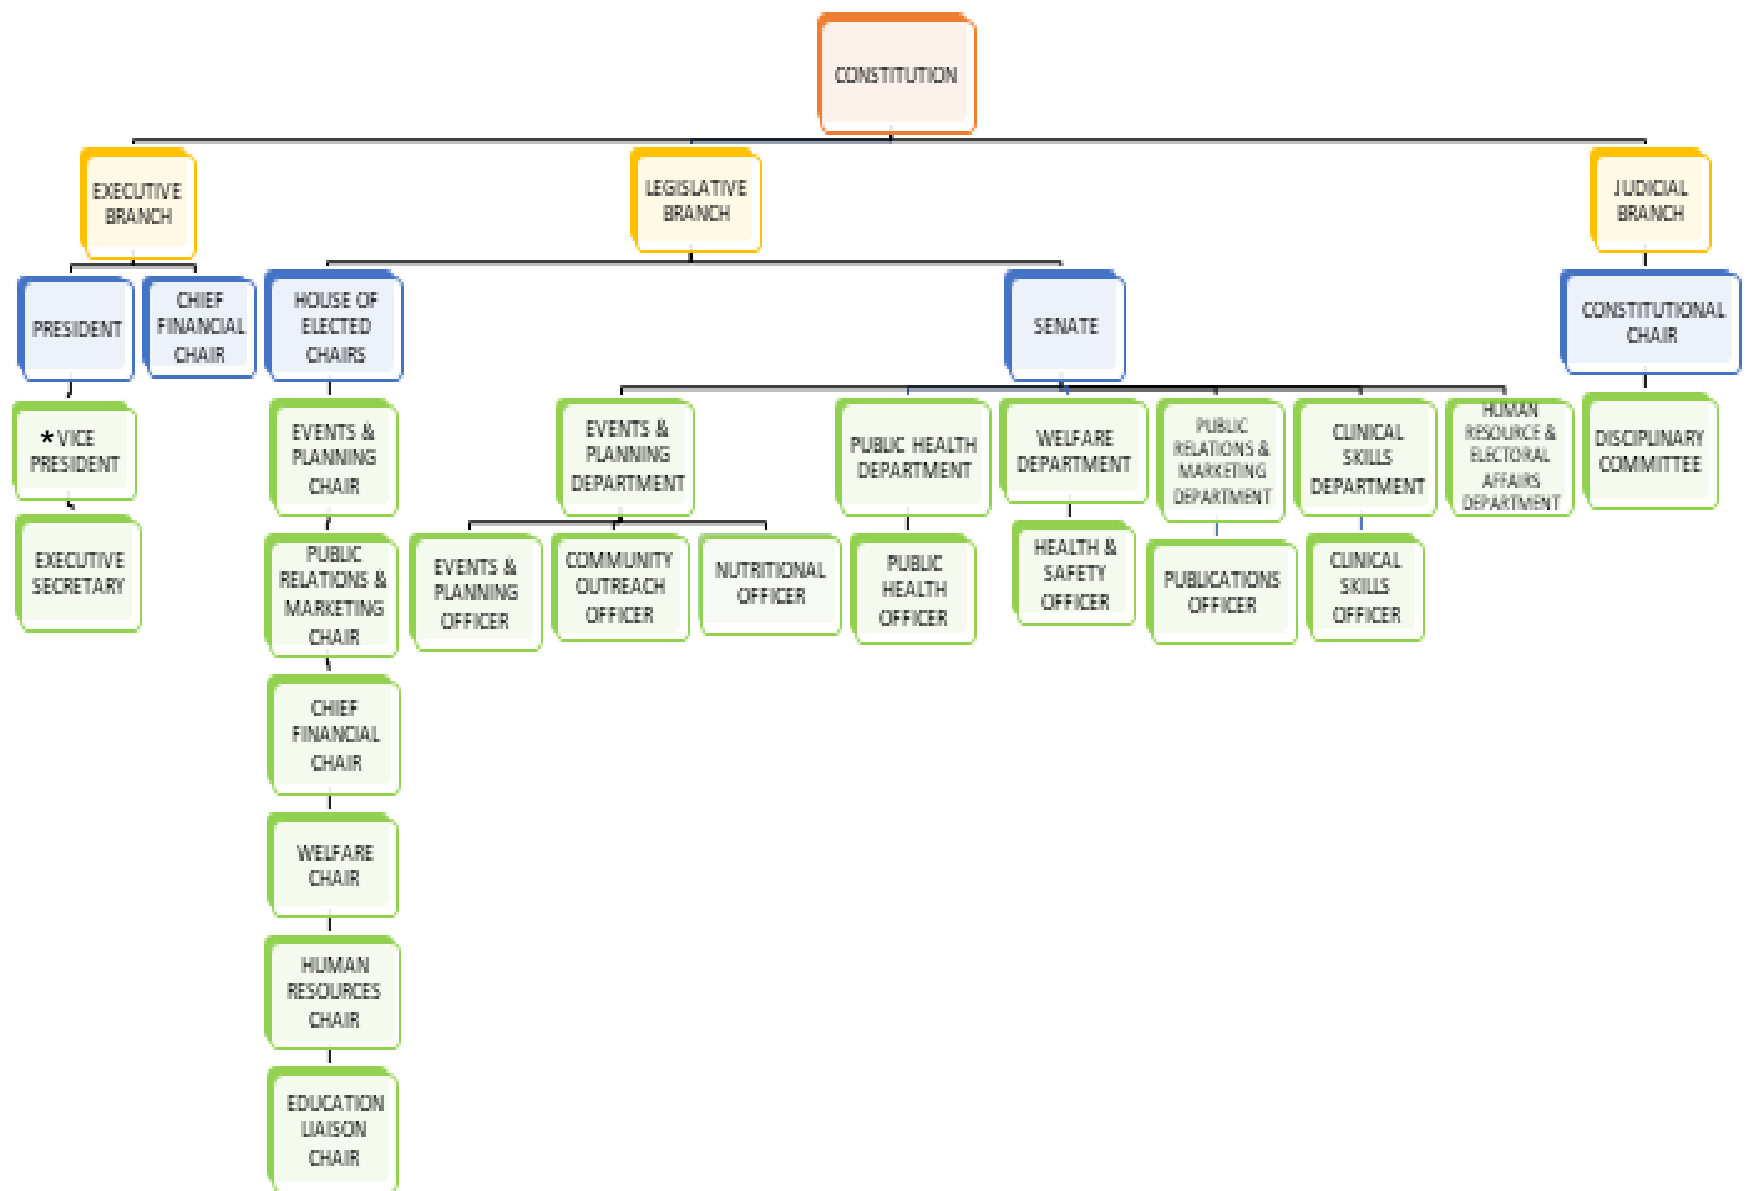 CONSTITUTION
EXECUTIVE
BRANCH
LEGISLATIVE
BRANCH
JUDICIAL
BRANCH
PRESIDENT
CHIEF
FINANCIAL
CHAIR
HOUSE OF
ELECTED
CHAIRS
SENATE
CONSTITUTIONAL
CHAIR
*VICE
PRESIDENT
EVENTS &
PLANNING
CHAIR
EVENTS &
PLANNING
DEPARTMENT
PUBLIC HEALTH
DEPARTMENT
WELFARE
DEPARTMENT
PUBLIC
RELATIONS &
MARKETING
DEPARTMENT
CLINICAL
SKILLS
DEPARTMENT
HUMAN
RESOURCE &
ELECTORAL
AFFAIRS
DEPARTMENT
DISCIPLINARY
COMMITTEE
EXECUTIVE
SECRETARY
PUBLIC
RELATIONS &
MARKETING
CHAIR
EVENTS &
PLANNING
OFFICER
COMMUNITY
OUTREACH
OFFICER
NUTRITIONAL
OFFICER
PUBLIC
HEALTH
OFFICER
HEALTH &
SAFETY
OFFICER
PUBLICATIONS
OFFICER
CLINICAL
SKILLS
OFFICER
CHIEF
FINANCIAL
CHAIR
WELFARE
CHAIR
HUMAN
RESOURCES
CHAIR
EDUCATION
LIAISON
CHAIR